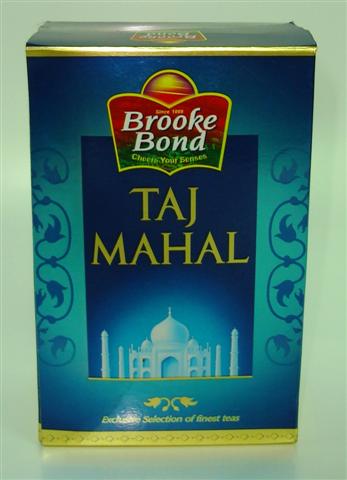 Since 1869
Brooke
Bond
Cheers Your Senses
TAJ
MAHAL
Exclusive Selection of finest teas